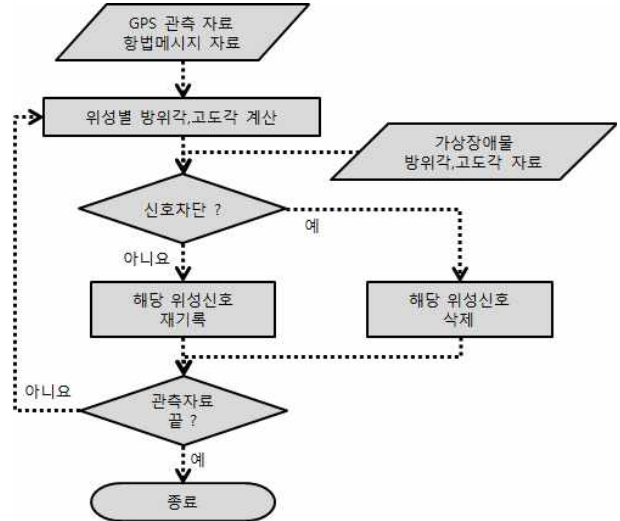 GPS 관측 자료
항법메시지 자료
위성별 방위각,고도각 계산
가상장애물
방위각,고도각 자료
신호차단 ?
예
아니요
해당 위성신호
재기록
해당 위성신호
삭제
아니요
관측자료
끝 ?
예
종료